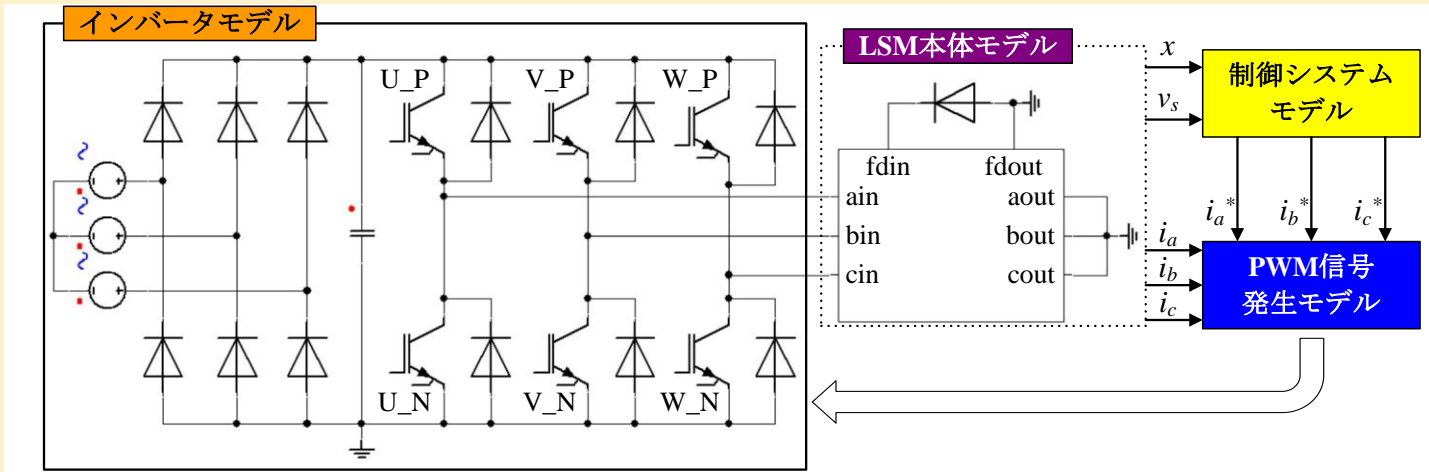 インバータモデル
U_P
V_P
W_P
U_N
V_N
W_N
LSM本体モデル
fdin
fdout
ain
bin
cin
aout
bout
cout
x
v_s
制御システム
モデル
i_a*
i_b*
i_c*
i_a
i_b
i_c
PWM信号
発生モデル